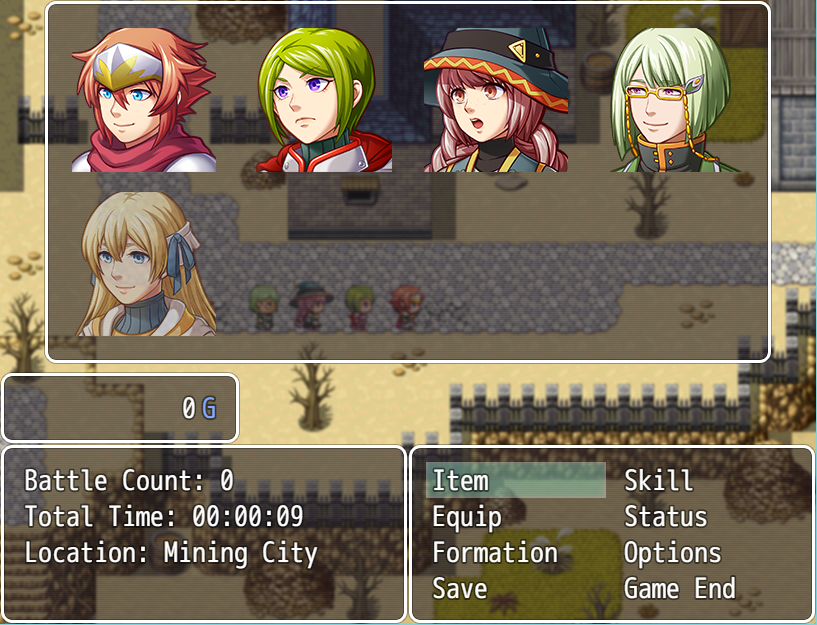 0 G
Battle Count: 0
Total Time: 00:00:09
Location: Mining City
Item Skill
Equip Status
Formation Options
Save Game End